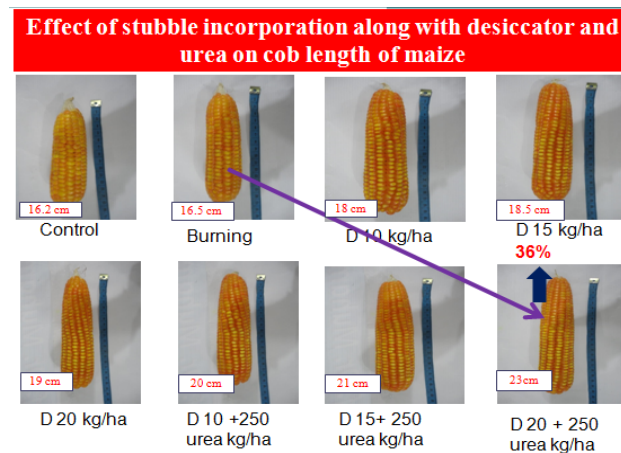 Effect of stubble incorporation along with desiccator and
urea on cob length of maize
16.2 cm
16.5 cm
18 cm
18.5 cm
Control
Burning
D 10 kg/ha
D 15 kg/ha
36%
19 cm
20 cm
21 cm
23cm
D 20 kg/ha
D 10 +250
urea kg/ha
D 15+ 250
urea kg/ha
D 20 + 250
urea kg/ha